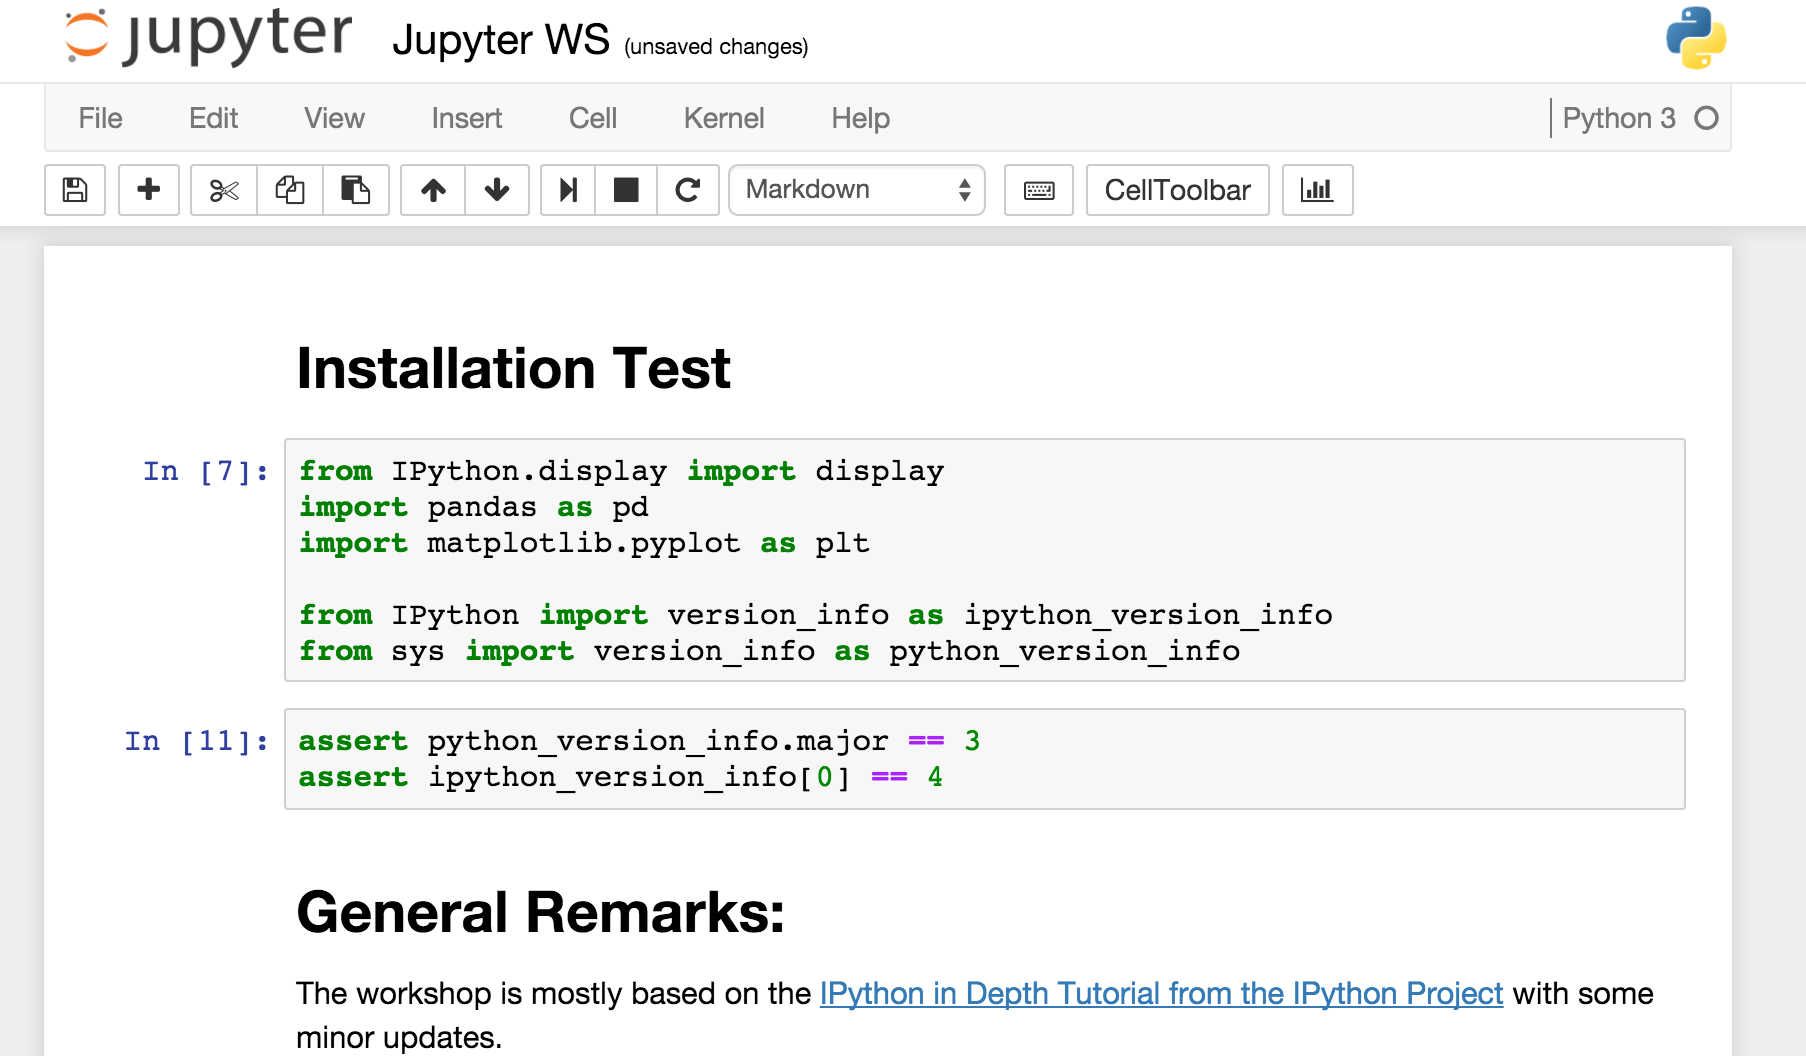 jupyter Jupyter WS (unsaved changes)
File Edit View Insert Cell Kernel Help Python 3
Markdown CellToolbar
Installation Test
In [7]: from IPython.display import display
import pandas as pd
import matplotlib.pyplot as plt
from IPython import version_info as ipython_version_info
from sys import version_info as python_version_info
In [11]: assert python_version_info.major == 3
assert ipython_version_info[0] == 4
General Remarks:
The workshop is mostly based on the IPython in Depth Tutorial from the IPython Project with some
minor updates.